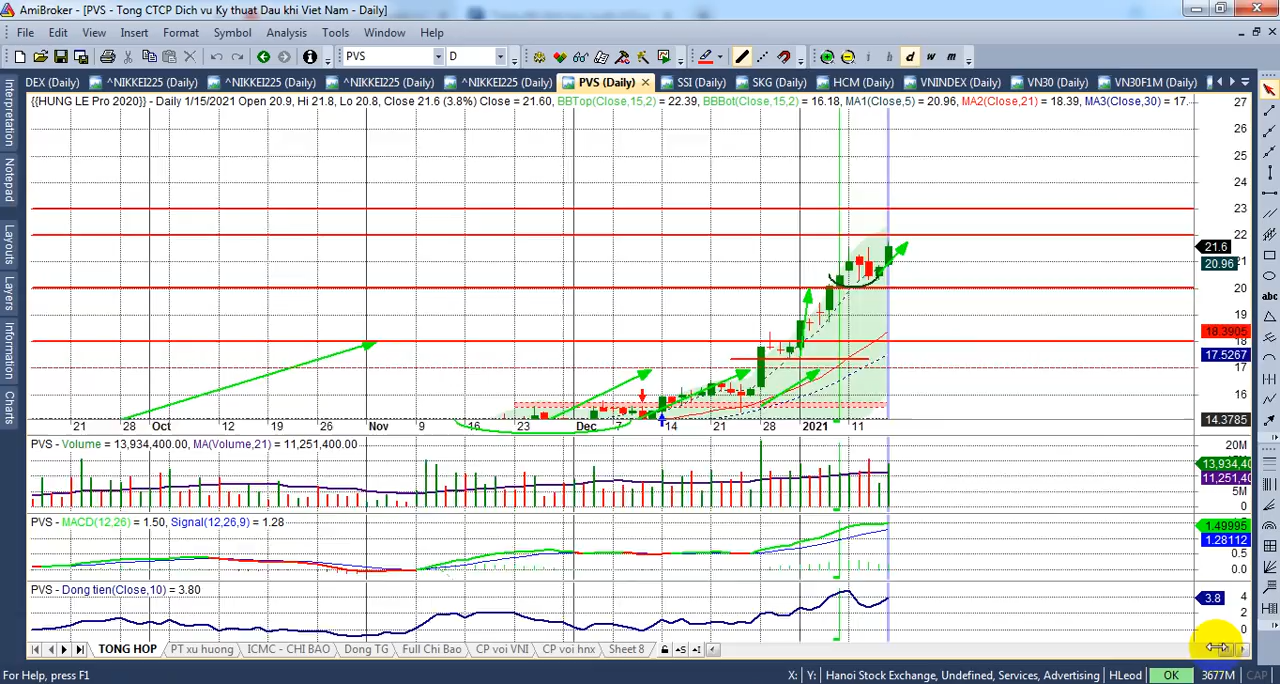 AmiBroker - [PVS - Tong CTCP Dich vu Ky thuat Dau khi Viet Nam - Daily]
File Edit View Insert Format Symbol Analysis Tools Window Help
PVS D i h d w m
DEX (Daily) ^NIKKEI225 (Daily) ^NIKKEI225 (Daily) ^NIKKEI225 (Daily) ^NIKKEI225 (Daily) PVS (Daily) SSI (Daily) SKG (Daily) HCM (Daily) VNINDEX (Daily) VN30 (Daily) VN30F1M (Daily)
{{HUNG LE Pro 2020}} - Daily 1/15/2021 Open 20.9, Hi 21.8, Lo 20.8, Close 21.6 (3.8%) Close = 21.60, BBTop(Close,15,2) = 22.39, BBBot(Close,15,2) = 16.18, MA1(Close,5) = 20.96, MA2(Close,21) = 18.39, MA3(Close,30) = 17.
Interpretation
Notepad
Layouts
Layers
Information
Charts
abc
27
26
25
24
23
22
21.6
20.96 21
20
19
18.3905
18
17.5267
17
16
15
14.3785
21 28 Oct 12 19 26 Nov 9 16 23 Dec 7 14 21 28 2021 11
PVS - Volume = 13,934,400.00, MA(Volume,21) = 11,251,400.00
20M
13,934,40
11,251,40
5M
0
PVS - MACD(12,26) = 1.50, Signal(12,26,9) = 1.28
1.49995
1.28112
0.5
0.0
PVS - Dong tien(Close,10) = 3.80
4
3.8
2
0
TONG HOP PT xu huong ICMC - CHI BAO Dong TG Full Chi Bao CP voi VNI CP voi hnx Sheet 8
For Help, press F1 X: Y: Hanoi Stock Exchange, Undefined, Services, Advertising HLeod OK 3677M CAP